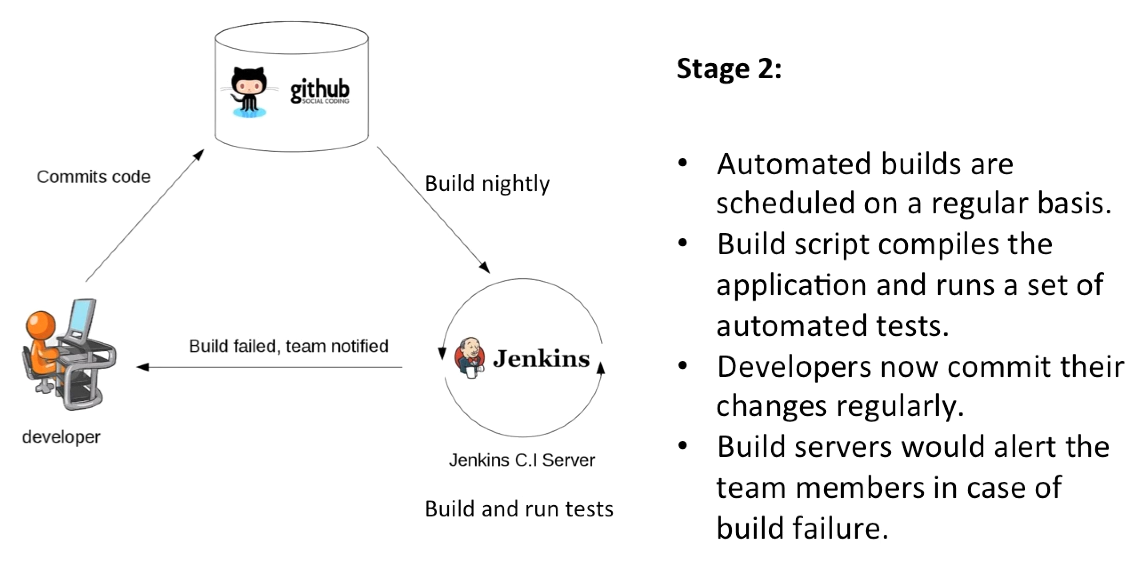 github
SOCIAL CODING
Commits code
Build nightly
Build failed, team notified
Jenkins
developer
Jenkins C.I Server
Build and run tests
Stage 2:
• Automated builds are
scheduled on a regular basis.
• Build script compiles the
application and runs a set of
automated tests.
• Developers now commit their
changes regularly.
• Build servers would alert the
team members in case of
build failure.